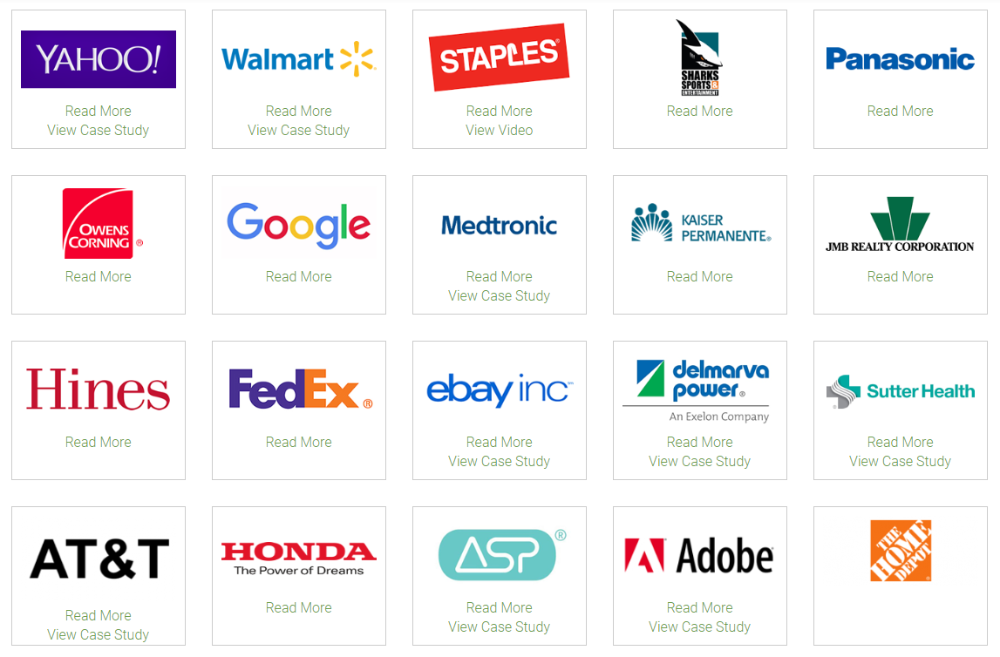 YAHOO!
Read More
View Case Study
Walmart
Read More
View Case Study
STAPLES®
Read More
View Video
SHARKS
SPORTS &
ENTERTAINMENT
Read More
Panasonic
Read More
OWENS
CORNING®
Read More
Google
Read More
Medtronic
Read More
View Case Study
KAISER
PERMANENTE®
Read More
JMB REALTY CORPORATION
Read More
Hines
Read More
FedEx®
Read More
ebay inc™
Read More
View Case Study
delmarva
power®
An Exelon Company
Read More
View Case Study
Sutter Health
®
Read More
View Case Study
AT&T
Read More
View Case Study
HONDA
The Power of Dreams
Read More
ASP®
Read More
View Case Study
Adobe
Read More
View Case Study
THE
HOME
DEPOT